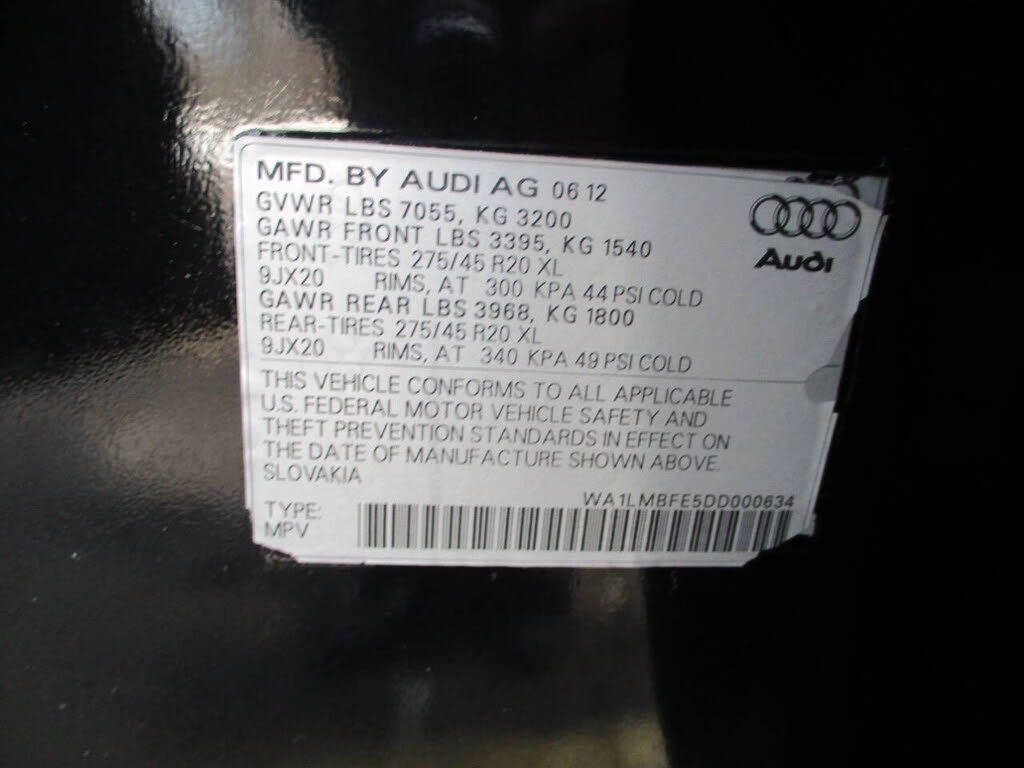 MFD. BY AUDI AG 06 12
GVWR LBS 7055, KG 3200
GAWR FRONT LBS 3395, KG 1540
FRONT-TIRES 275/45 R20 XL
9JX20 RIMS, AT 300 KPA 44 PSI COLD
GAWR REAR LBS 3968, KG 1800
REAR-TIRES 275/45 R20 XL
9JX20 RIMS, AT 340 KPA 49 PSI COLD
Audi
THIS VEHICLE CONFORMS TO ALL APPLICABLE
U.S. FEDERAL MOTOR VEHICLE SAFETY AND
THEFT PREVENTION STANDARDS IN EFFECT ON
THE DATE OF MANUFACTURE SHOWN ABOVE.
SLOVAKIA
WA1LMBFE5DD000634
TYPE:
MPV